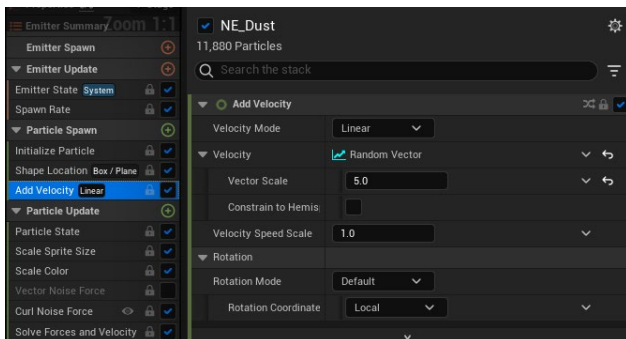 Emitter Summary
Zoom 1:1
Emitter Spawn
Emitter Update
Emitter State System
Spawn Rate
Particle Spawn
Initialize Particle
Shape Location Box / Plane
Add Velocity Linear
Particle Update
Particle State
Scale Sprite Size
Scale Color
Vector Noise Force
Curl Noise Force
Solve Forces and Velocity
NE_Dust
11,880 Particles
Search the stack
Add Velocity
Velocity Mode Linear
Velocity Random Vector
Vector Scale 5.0
Constrain to Hemis
Velocity Speed Scale 1.0
Rotation
Rotation Mode Default
Rotation Coordinate Local